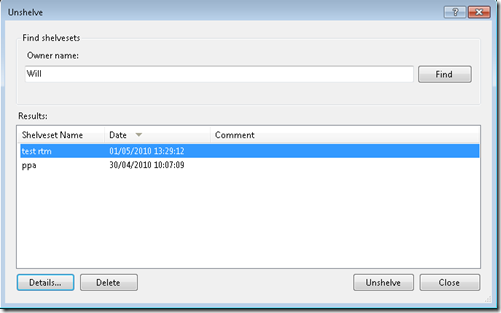 Unshelve
Find shelvesets
Owner name:
Will
Find
Results:
Shelveset Name Date Comment
test rtm 01/05/2010 13:29:12
ppa 30/04/2010 10:07:09
Details... Delete Unshelve Close